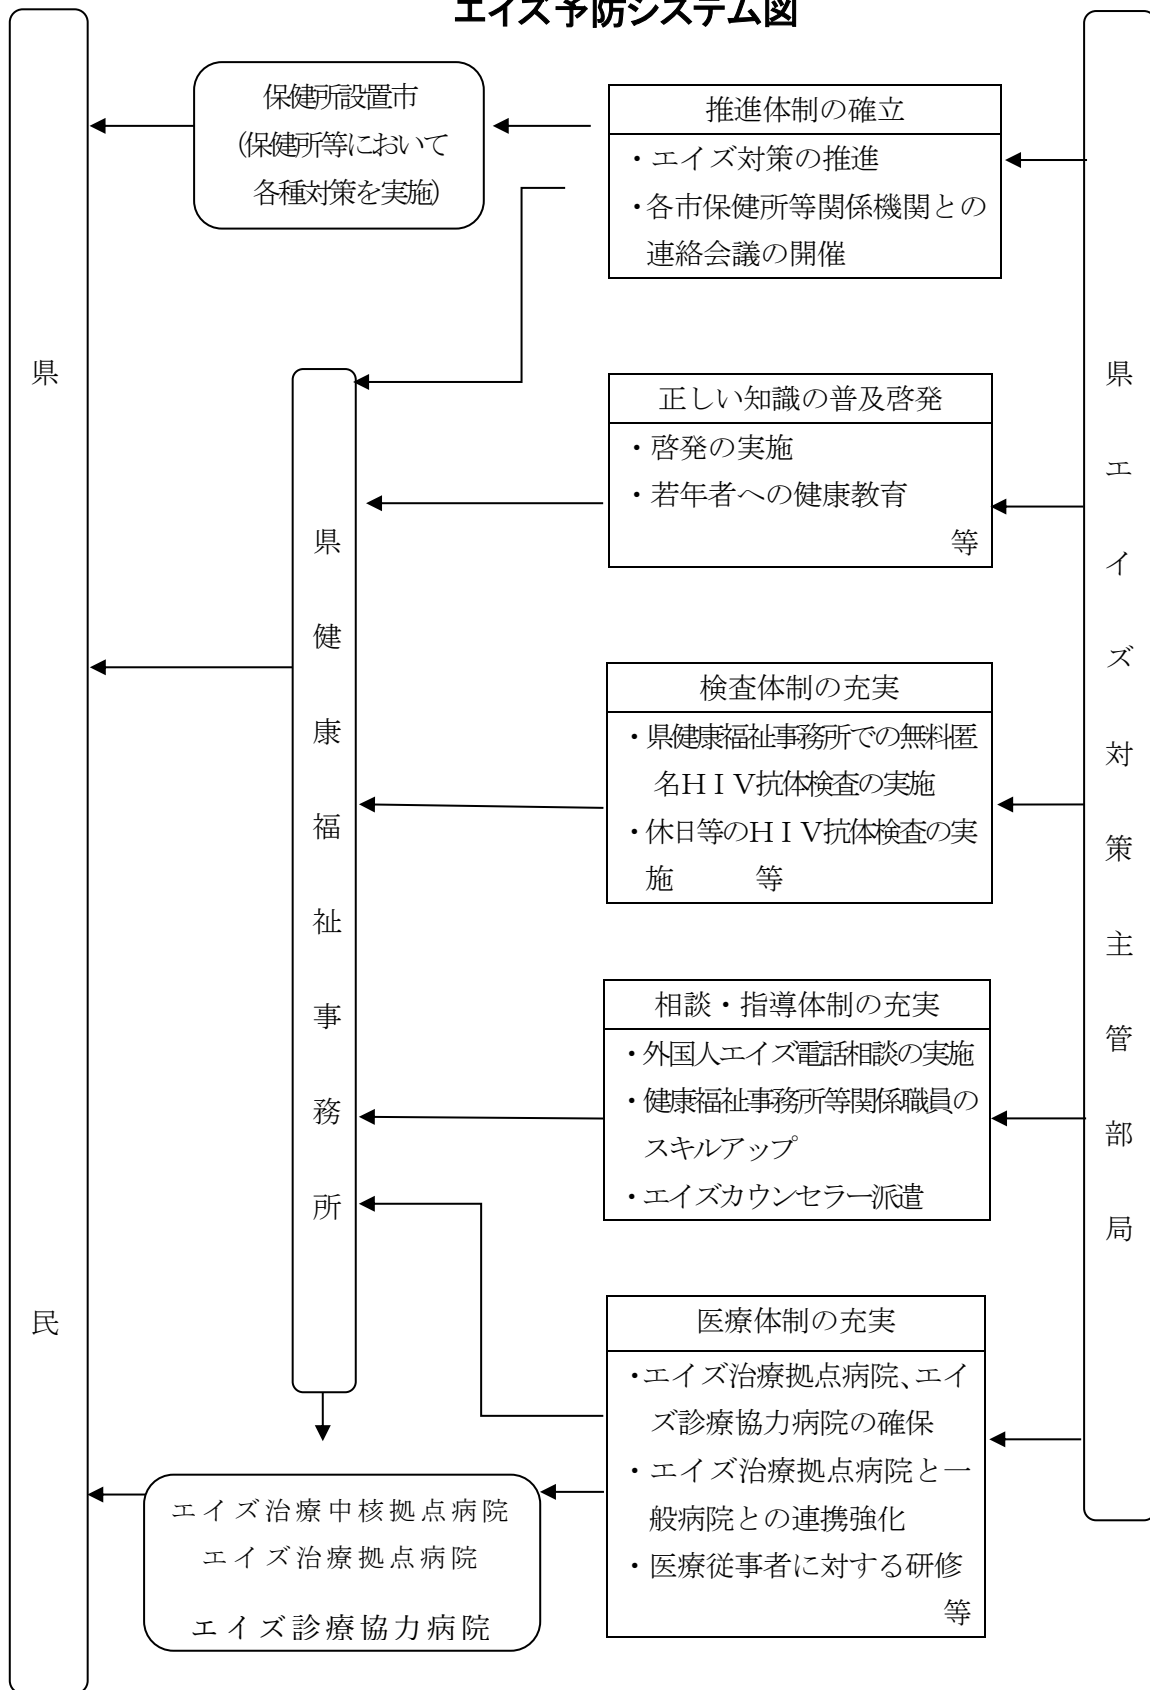 エイズ予防システム図
保健所設置市
(保健所等において
各種対策を実施)
推進体制の確立
・エイズ対策の推進
・各市保健所等関係機関との
連絡会議の開催
正しい知識の普及啓発
・啓発の実施
・若年者への健康教育
等
検査体制の充実
・県健康福祉事務所での無料匿
名ＨＩＶ抗体検査の実施
・休日等のＨＩＶ抗体検査の実
施　　　等
相談・指導体制の充実
・外国人エイズ電話相談の実施
・健康福祉事務所等関係職員の
スキルアップ
・エイズカウンセラー派遣
医療体制の充実
・エイズ治療拠点病院、エイ
ズ診療協力病院の確保
・エイズ治療拠点病院と一
般病院との連携強化
・医療従事者に対する研修
等
県エイズ対策主管部局
県健康福祉事務所
エイズ治療中核拠点病院
エイズ治療拠点病院
エイズ診療協力病院
県民